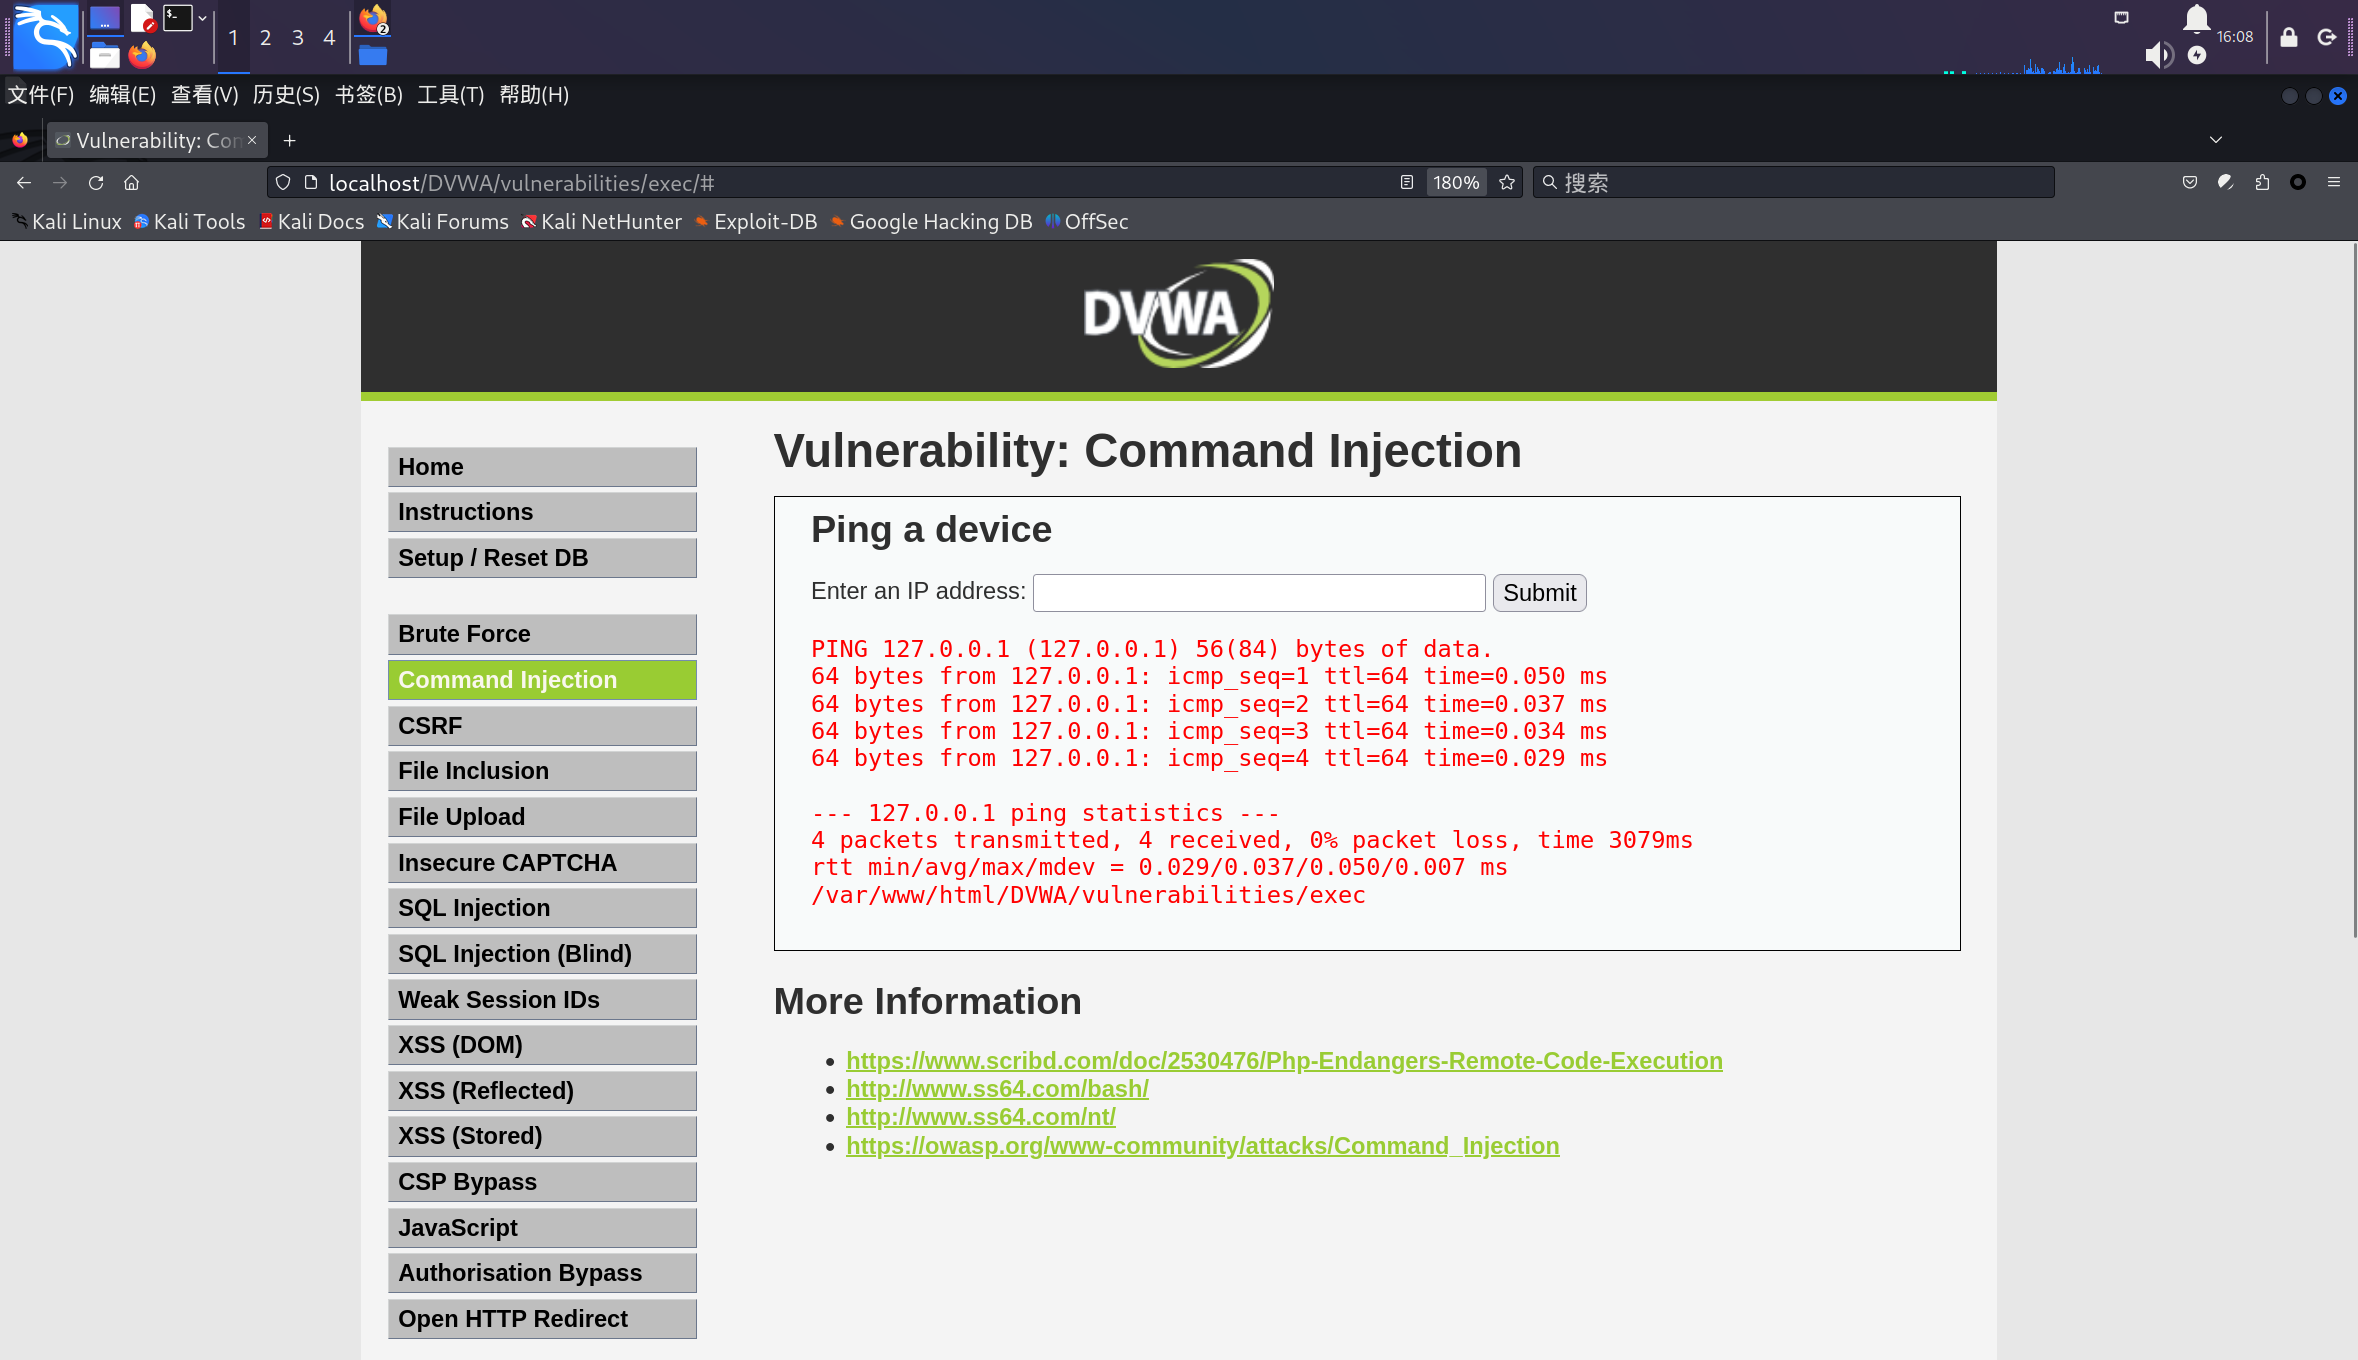 1 2 3 4
2
16:08
文件(F) 编辑(E) 查看(V) 历史(S) 书签(B) 工具(T) 帮助(H)
Vulnerability: Com
localhost/DVWA/vulnerabilities/exec/#
180%
搜索
Kali Linux Kali Tools Kali Docs Kali Forums Kali NetHunter Exploit-DB Google Hacking DB OffSec
DVWA
Vulnerability: Command Injection
Home
Instructions
Setup / Reset DB
Brute Force
Command Injection
CSRF
File Inclusion
File Upload
Insecure CAPTCHA
SQL Injection
SQL Injection (Blind)
Weak Session IDs
XSS (DOM)
XSS (Reflected)
XSS (Stored)
CSP Bypass
JavaScript
Authorisation Bypass
Open HTTP Redirect
Ping a device
Enter an IP address: Submit
PING 127.0.0.1 (127.0.0.1) 56(84) bytes of data.
64 bytes from 127.0.0.1: icmp_seq=1 ttl=64 time=0.050 ms
64 bytes from 127.0.0.1: icmp_seq=2 ttl=64 time=0.037 ms
64 bytes from 127.0.0.1: icmp_seq=3 ttl=64 time=0.034 ms
64 bytes from 127.0.0.1: icmp_seq=4 ttl=64 time=0.029 ms
--- 127.0.0.1 ping statistics ---
4 packets transmitted, 4 received, 0% packet loss, time 3079ms
rtt min/avg/max/mdev = 0.029/0.037/0.050/0.007 ms
/var/www/html/DVWA/vulnerabilities/exec
More Information
https://www.scribd.com/doc/2530476/Php-Endangers-Remote-Code-Execution
http://www.ss64.com/bash/
http://www.ss64.com/nt/
https://owasp.org/www-community/attacks/Command_Injection